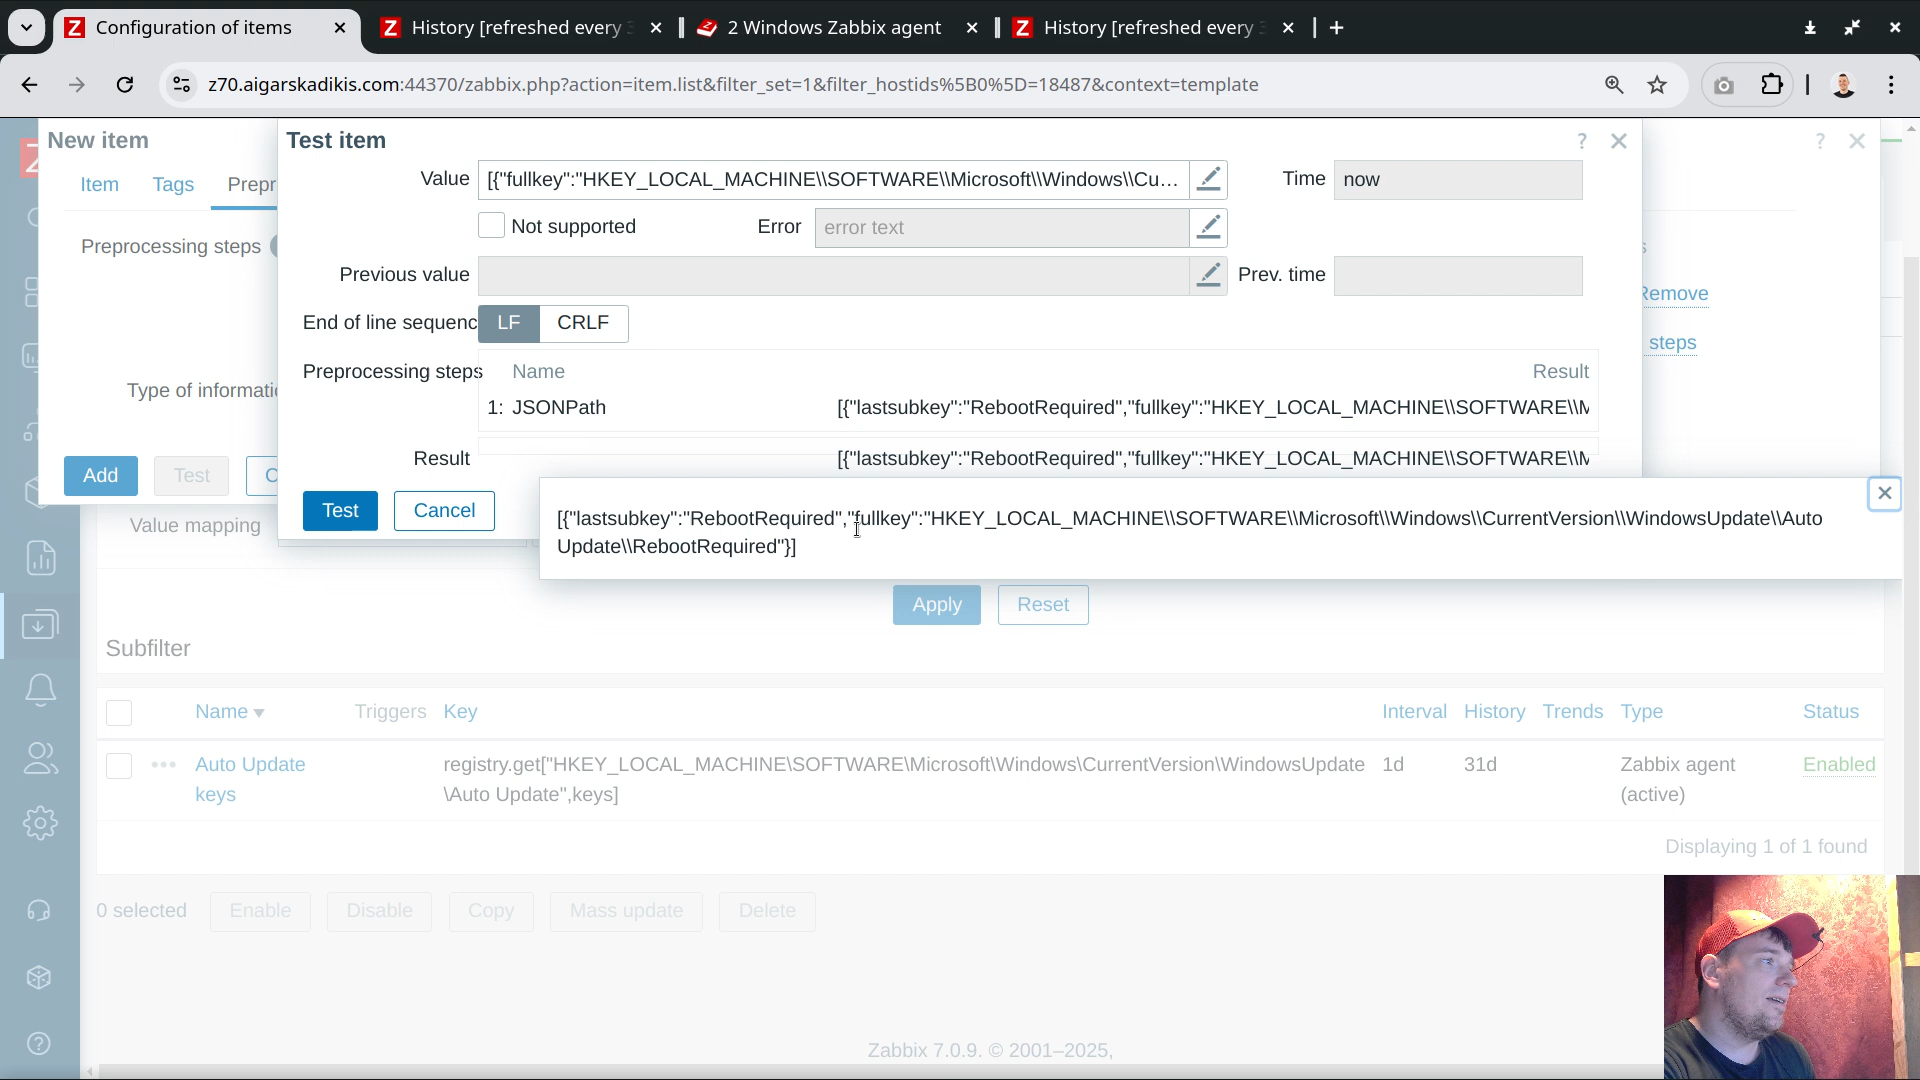 Configuration of items
History [refreshed every
2 Windows Zabbix agent
History [refreshed every
z70.aigarskadikis.com:44370/zabbix.php?action=item.list&filter_set=1&filter_hostids%5B0%5D=18487&context=template
New item
Test item
?
?
Item
Tags
Prepr
Value
[{"fullkey":"HKEY_LOCAL_MACHINE\\SOFTWARE\\Microsoft\\Windows\\Cu...
Time
now
Not supported
Error
error text
Preprocessing steps
Previous value
Prev. time
Remove
End of line sequenc
LF
CRLF
steps
Preprocessing steps
Name
Result
Type of informati
1: JSONPath
[{"lastsubkey":"RebootRequired","fullkey":"HKEY_LOCAL_MACHINE\\SOFTWARE\\M
Result
[{"lastsubkey":"RebootRequired","fullkey":"HKEY_LOCAL_MACHINE\\SOFTWARE\\M
Add
Test
C
Test
Cancel
[{"lastsubkey":"RebootRequired","fullkey":"HKEY_LOCAL_MACHINE\\SOFTWARE\\Microsoft\\Windows\\CurrentVersion\\WindowsUpdate\\Auto
Update\\RebootRequired"}]
Value mapping
Apply
Reset
Subfilter
Name
Triggers
Key
Interval
History
Trends
Type
Status
Auto Update
keys
registry.get["HKEY_LOCAL_MACHINE\SOFTWARE\Microsoft\Windows\CurrentVersion\WindowsUpdate
\Auto Update",keys]
1d
31d
Zabbix agent
(active)
Enabled
Displaying 1 of 1 found
0 selected
Enable
Disable
Copy
Mass update
Delete
Zabbix 7.0.9. © 2001–2025,